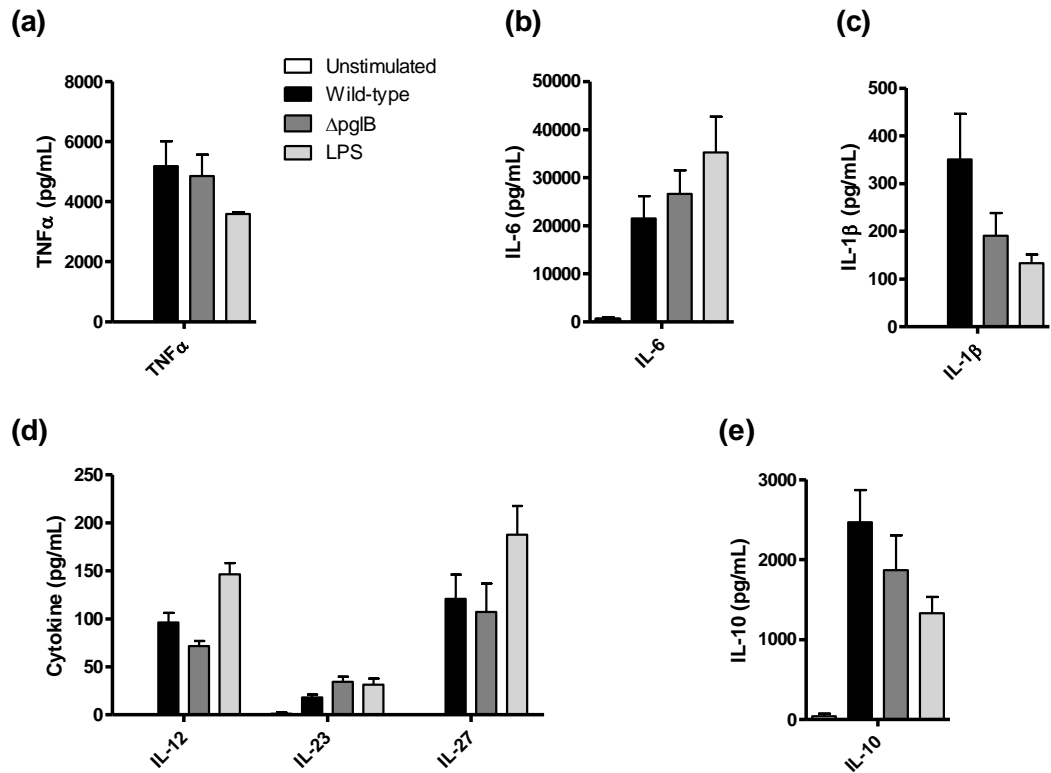 (a)
TNFα (pg/mL)
8000
6000
4000
2000
0
TNFα
Unstimulated
Wild-type
ΔpglB
LPS
(b)
IL-6 (pg/mL)
50000
40000
30000
20000
10000
0
IL-6
(c)
IL-1β (pg/mL)
500
400
300
200
100
0
IL-1β
(d)
Cytokine (pg/mL)
250
200
150
100
50
0
IL-12
IL-23
IL-27
(e)
IL-10 (pg/mL)
3000
2000
1000
0
IL-10